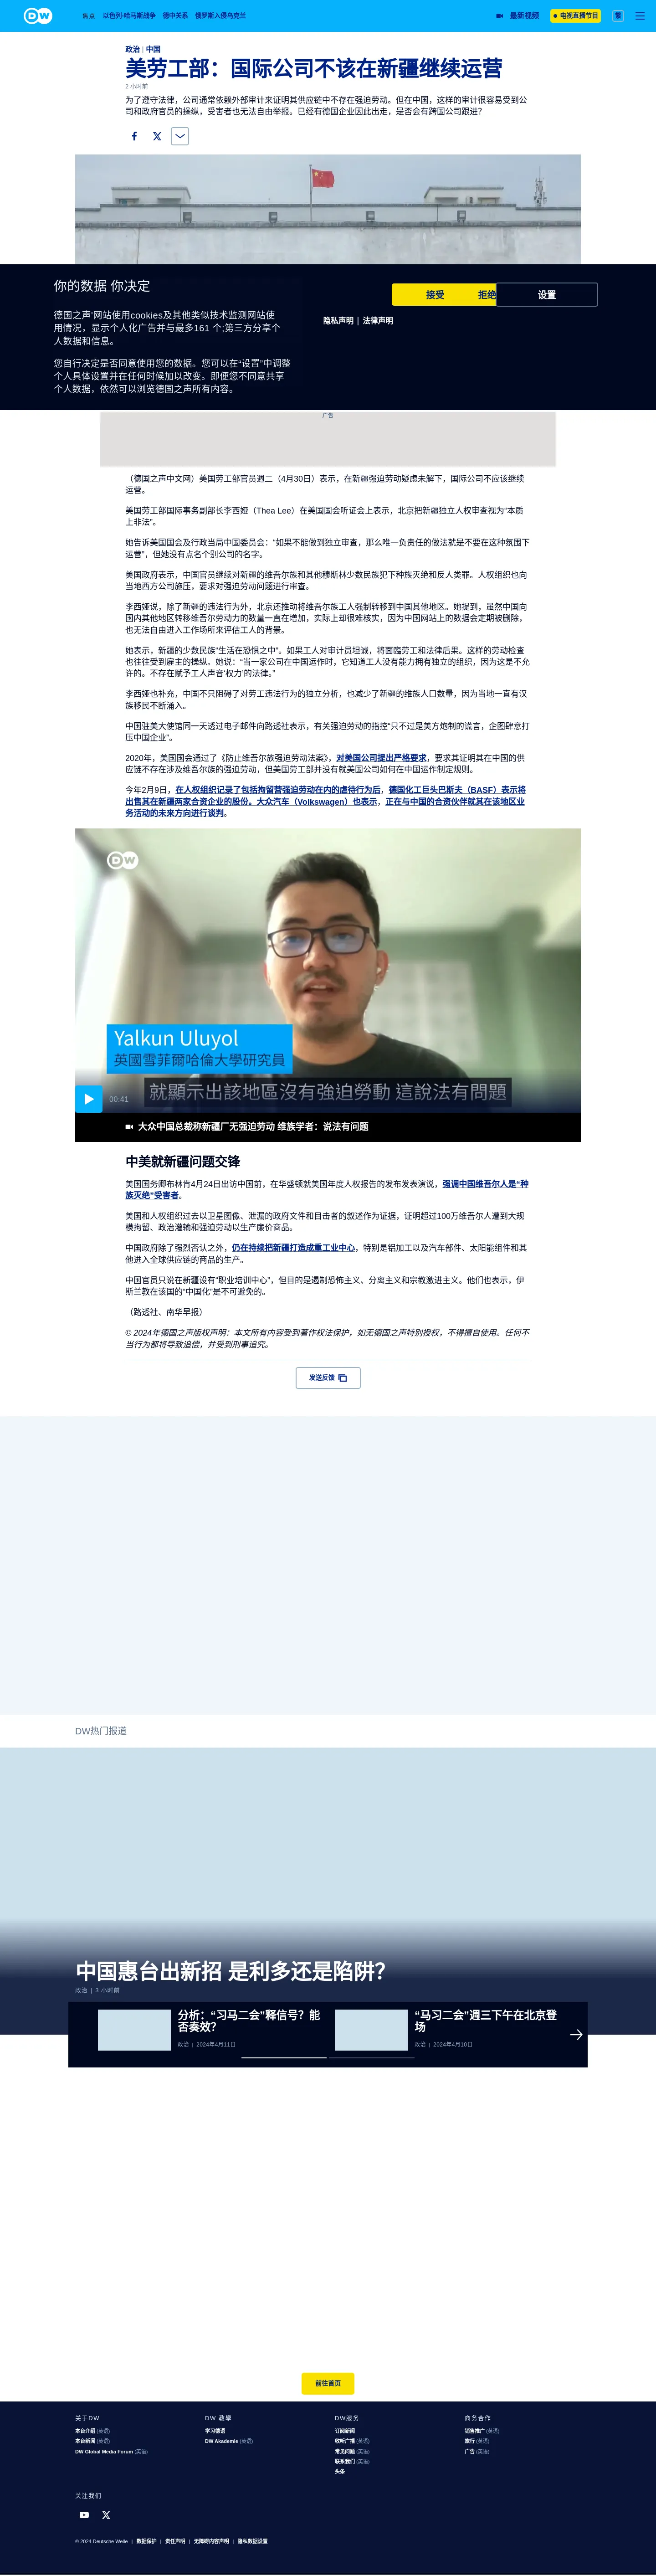 DW
焦点 以色列-哈马斯战争 德中关系 俄罗斯入侵乌克兰 最新视频 电视直播节目 繁
政治 | 中国
美劳工部：国际公司不该在新疆继续运营
2 小时前
为了遵守法律，公司通常依赖外部审计来证明其供应链中不存在强迫劳动。但在中国，这样的审计很容易受到公
司和政府官员的操纵，受害者也无法自由举报。已经有德国企业因此出走，是否会有跨国公司跟进？
你的数据 你决定
接受 拒绝 设置
德国之声’网站使用cookies及其他类似技术监测网站使
用情况，显示个人化广告并与最多161 个;第三方分享个
人数据和信息。
隐私声明 | 法律声明
您自行决定是否同意使用您的数据。您可以在“设置”中调整
个人具体设置并在任何时候加以改变。即便您不同意共享
个人数据，依然可以浏览德国之声所有内容。
广告
（德国之声中文网）美国劳工部官员週二（4月30日）表示，在新疆强迫劳动疑虑未解下，国际公司不应该继续
运营。
美国劳工部国际事务副部长李西娅（Thea Lee）在美国国会听证会上表示，北京把新疆独立人权审查视为“本质
上非法”。
她告诉美国国会及行政当局中国委员会：“如果不能做到独立审查，那么唯一负责任的做法就是不要在这种氛围下
运营”，但她没有点名个别公司的名字。
美国政府表示，中国官员继续对新疆的维吾尔族和其他穆斯林少数民族犯下种族灭绝和反人类罪。人权组织也向
当地西方公司施压，要求对强迫劳动问题进行审查。
李西娅说，除了新疆的违法行为外，北京还推动将维吾尔族工人强制转移到中国其他地区。她提到，虽然中国向
国内其他地区转移维吾尔劳动力的数量一直在增加，实际上却很难核实，因为中国网站上的数据会定期被删除，
也无法自由进入工作场所来评估工人的背景。
她表示，新疆的少数民族“生活在恐惧之中”。如果工人对审计员坦诚，将面临劳工和法律后果。这样的劳动检查
也往往受到雇主的操纵。她说：“当一家公司在中国运作时，它知道工人没有能力拥有独立的组织，因为这是不允
许的。不存在赋予工人声音‘权力’的法律。”
李西娅也补充，中国不只阻碍了对劳工违法行为的独立分析，也减少了新疆的维族人口数量，因为当地一直有汉
族移民不断涌入。
中国驻美大使馆同一天透过电子邮件向路透社表示，有关强迫劳动的指控“只不过是美方炮制的谎言，企图肆意打
压中国企业”。
2020年，美国国会通过了《防止维吾尔族强迫劳动法案》，对美国公司提出严格要求，要求其证明其在中国的供
应链不存在涉及维吾尔族的强迫劳动，但美国劳工部并没有就美国公司如何在中国运作制定规则。
今年2月9日，在人权组织记录了包括拘留营强迫劳动在内的虐待行为后，德国化工巨头巴斯夫（BASF）表示将
出售其在新疆两家合资企业的股份。大众汽车（Volkswagen）也表示，正在与中国的合资伙伴就其在该地区业
务活动的未来方向进行谈判。
DW
Yalkun Uluyol
英國雪菲爾哈倫大學研究員
就顯示出該地區沒有強迫勞動 這說法有問題
00:41
大众中国总裁称新疆厂无强迫劳动 维族学者：说法有问题
中美就新疆问题交锋
美国国务卿布林肯4月24日出访中国前，在华盛顿就美国年度人权报告的发布发表演说，强调中国维吾尔人是“种
族灭绝”受害者。
美国和人权组织过去以卫星图像、泄漏的政府文件和目击者的叙述作为证据，证明超过100万维吾尔人遭到大规
模拘留、政治灌输和强迫劳动以生产廉价商品。
中国政府除了强烈否认之外，仍在持续把新疆打造成重工业中心，特别是铝加工以及汽车部件、太阳能组件和其
他进入全球供应链的商品的生产。
中国官员只说在新疆设有“职业培训中心”，但目的是遏制恐怖主义、分离主义和宗教激进主义。他们也表示，伊
斯兰教在该国的“中国化”是不可避免的。
（路透社、南华早报）
© 2024年德国之声版权声明：本文所有内容受到著作权法保护，如无德国之声特别授权，不得擅自使用。任何不
当行为都将导致追偿，并受到刑事追究。
发送反馈
DW热门报道
中国惠台出新招 是利多还是陷阱？
政治 | 3 小时前
分析：“习马二会”释信号？能
否奏效？
政治 | 2024年4月11日
“马习二会”週三下午在北京登
场
政治 | 2024年4月10日
前往首页
关于DW
本台介绍 (英语)
本台新闻 (英语)
DW Global Media Forum (英语)
DW 教學
学习德语
DW Akademie (英语)
DW服务
订阅新闻
收听广播 (英语)
常见问题 (英语)
联系我们 (英语)
头条
商务合作
销售推广 (英语)
旅行 (英语)
广告 (英语)
关注我们
© 2024 Deutsche Welle | 数据保护 | 责任声明 | 无障碍内容声明 | 隐私数据设置